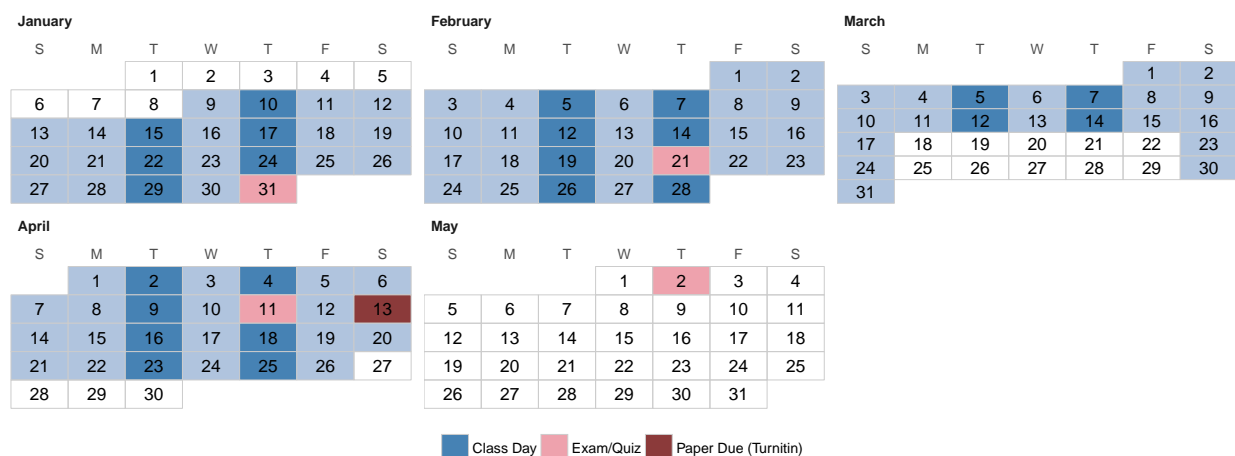 January February March
S M T W T F S S M T W T F S S M T W T F S
1 2 3 4 5 1 2 1 2
6 7 8 9 10 11 12 3 4 5 6 7 8 9 3 4 5 6 7 8 9
13 14 15 16 17 18 19 10 11 12 13 14 15 16 10 11 12 13 14 15 16
20 21 22 23 24 25 26 17 18 19 20 21 22 23 17 18 19 20 21 22 23
27 28 29 30 31 24 25 26 27 28 24 25 26 27 28 29 30
31
April May
S M T W T F S S M T W T F S
1 2 3 4 5 6 1 2 3 4
7 8 9 10 11 12 13 5 6 7 8 9 10 11
14 15 16 17 18 19 20 12 13 14 15 16 17 18
21 22 23 24 25 26 27 19 20 21 22 23 24 25
28 29 30 26 27 28 29 30 31
Class Day Exam/Quiz Paper Due (Turnitin)